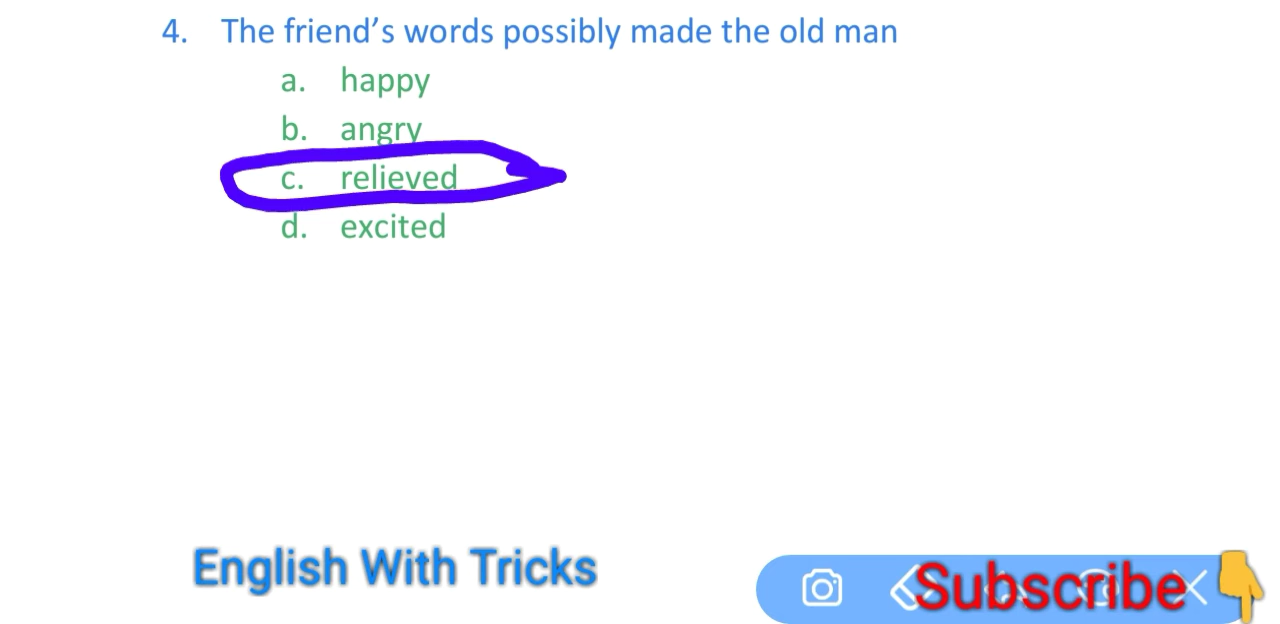 4. The friend’s words possibly made the old man
a. happy
b. angry
c. relieved
d. excited
English With Tricks
Subscribe